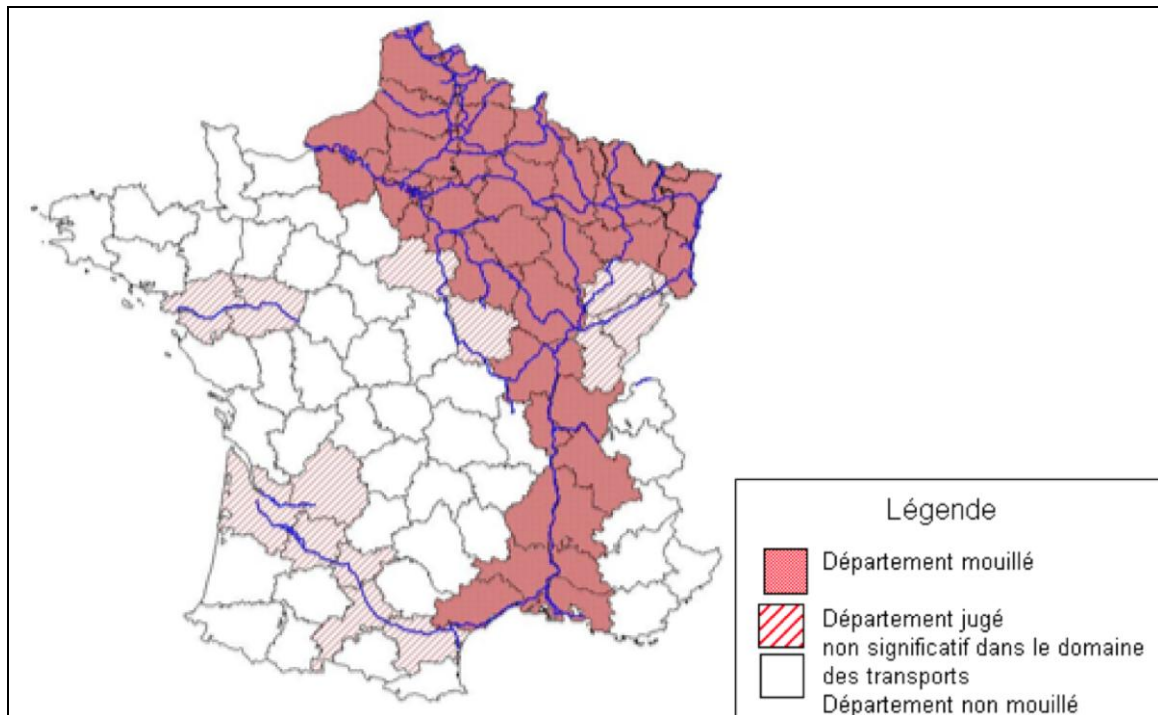 Légende
Département mouillé
Département jugé
non significatif dans le domaine
des transports
Département non mouillé